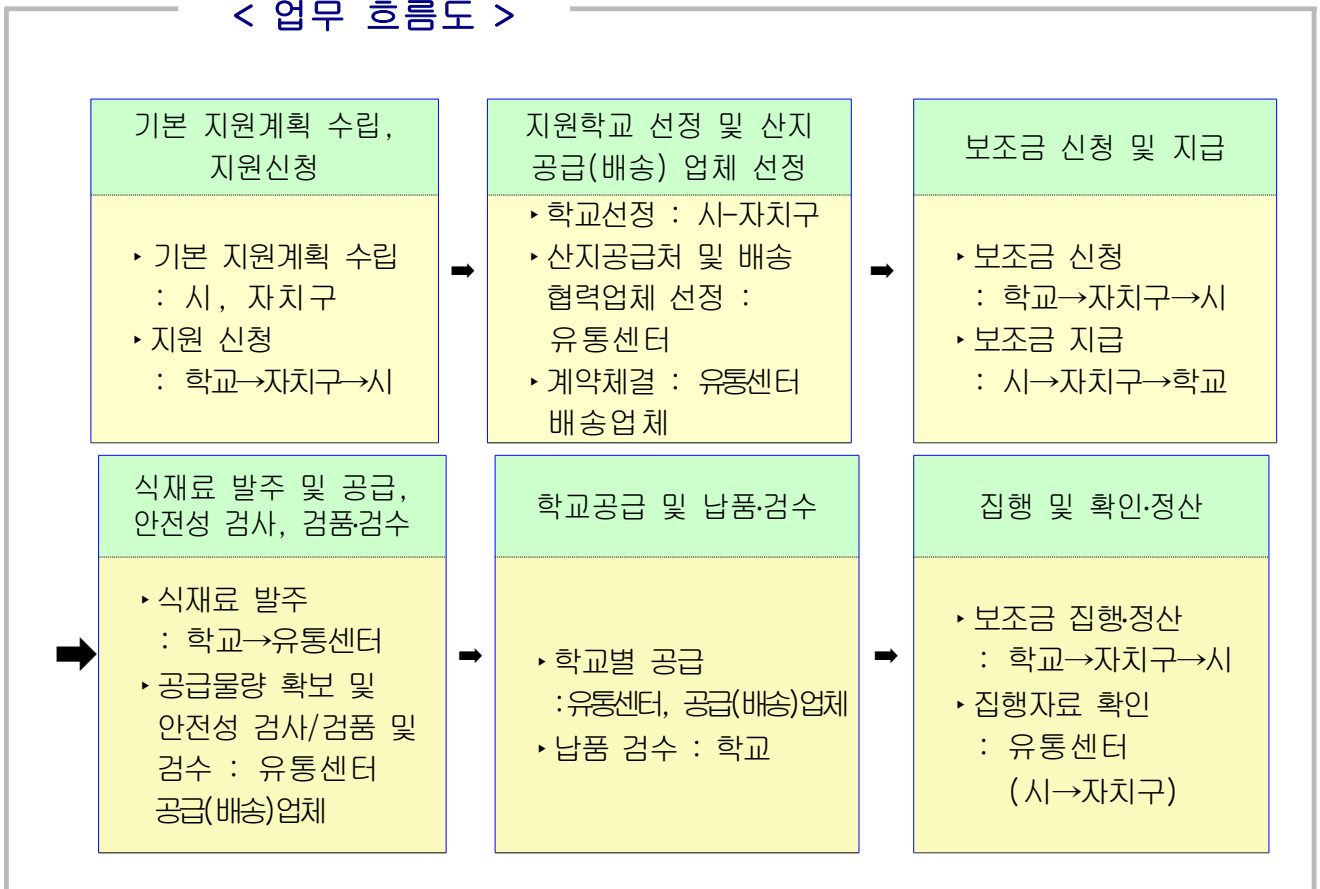 < 업무 흐름도 >
기본 지원계획 수립,
지원신청
‣ 기본 지원계획 수립
: 시, 자치구
‣ 지원 신청
: 학교→자치구→시
➡
지원학교 선정 및 산지
공급(배송) 업체 선정
‣ 학교선정 : 시-자치구
‣ 산지공급처 및 배송
협력업체 선정 :
유통센터
‣ 계약체결 : 유통센터
배송업체
➡
보조금 신청 및 지급
‣ 보조금 신청
: 학교→자치구→시
‣ 보조금 지급
: 시→자치구→학교
➡
식재료 발주 및 공급,
안전성 검사, 검품·검수
‣ 식재료 발주
: 학교→유통센터
‣ 공급물량 확보 및
안전성 검사/검품 및
검수 : 유통센터
공급(배송)업체
➡
학교공급 및 납품·검수
‣ 학교별 공급
:유통센터, 공급(배송)업체
‣ 납품 검수 : 학교
➡
집행 및 확인·정산
‣ 보조금 집행·정산
: 학교→자치구→시
‣ 집행자료 확인
: 유통센터
(시→자치구)